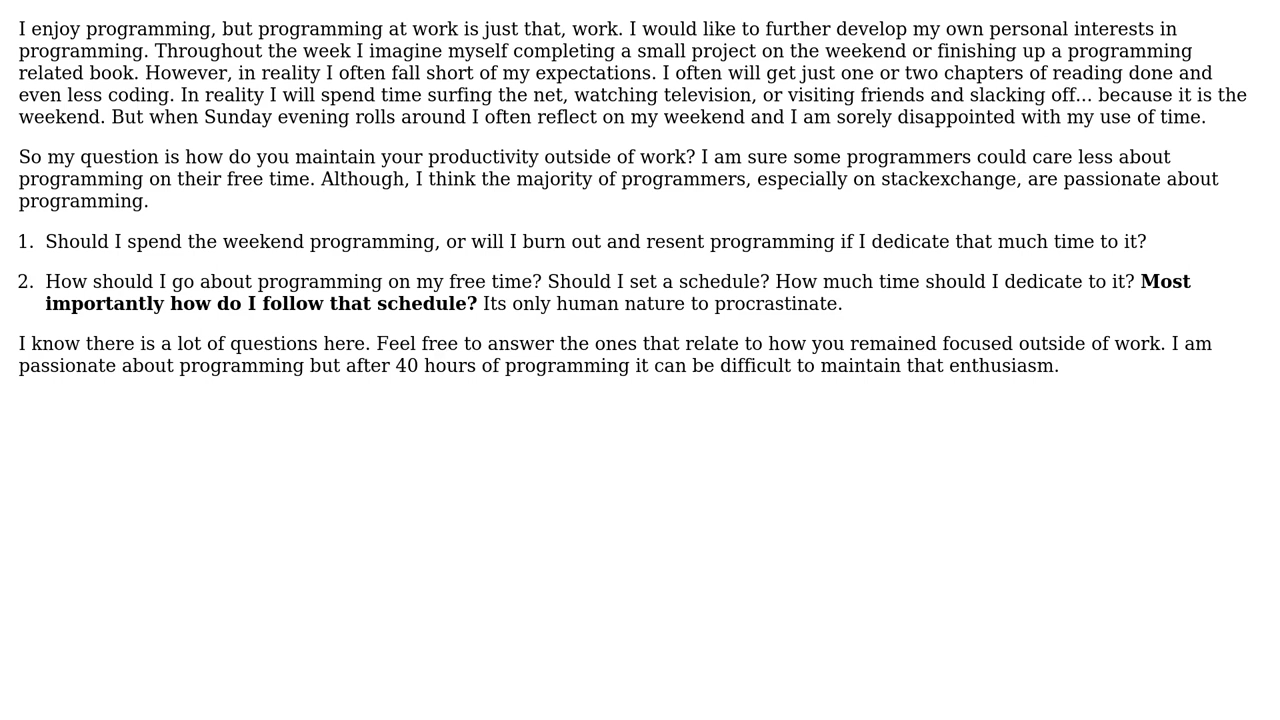 I enjoy programming, but programming at work is just that, work. I would like to further develop my own personal interests in
programming. Throughout the week I imagine myself completing a small project on the weekend or finishing up a programming
related book. However, in reality I often fall short of my expectations. I often will get just one or two chapters of reading done and
even less coding. In reality I will spend time surfing the net, watching television, or visiting friends and slacking off... because it is the
weekend. But when Sunday evening rolls around I often reflect on my weekend and I am sorely disappointed with my use of time.
So my question is how do you maintain your productivity outside of work? I am sure some programmers could care less about
programming on their free time. Although, I think the majority of programmers, especially on stackexchange, are passionate about
programming.
1. Should I spend the weekend programming, or will I burn out and resent programming if I dedicate that much time to it?
2. How should I go about programming on my free time? Should I set a schedule? How much time should I dedicate to it? Most
importantly how do I follow that schedule? Its only human nature to procrastinate.
I know there is a lot of questions here. Feel free to answer the ones that relate to how you remained focused outside of work. I am
passionate about programming but after 40 hours of programming it can be difficult to maintain that enthusiasm.